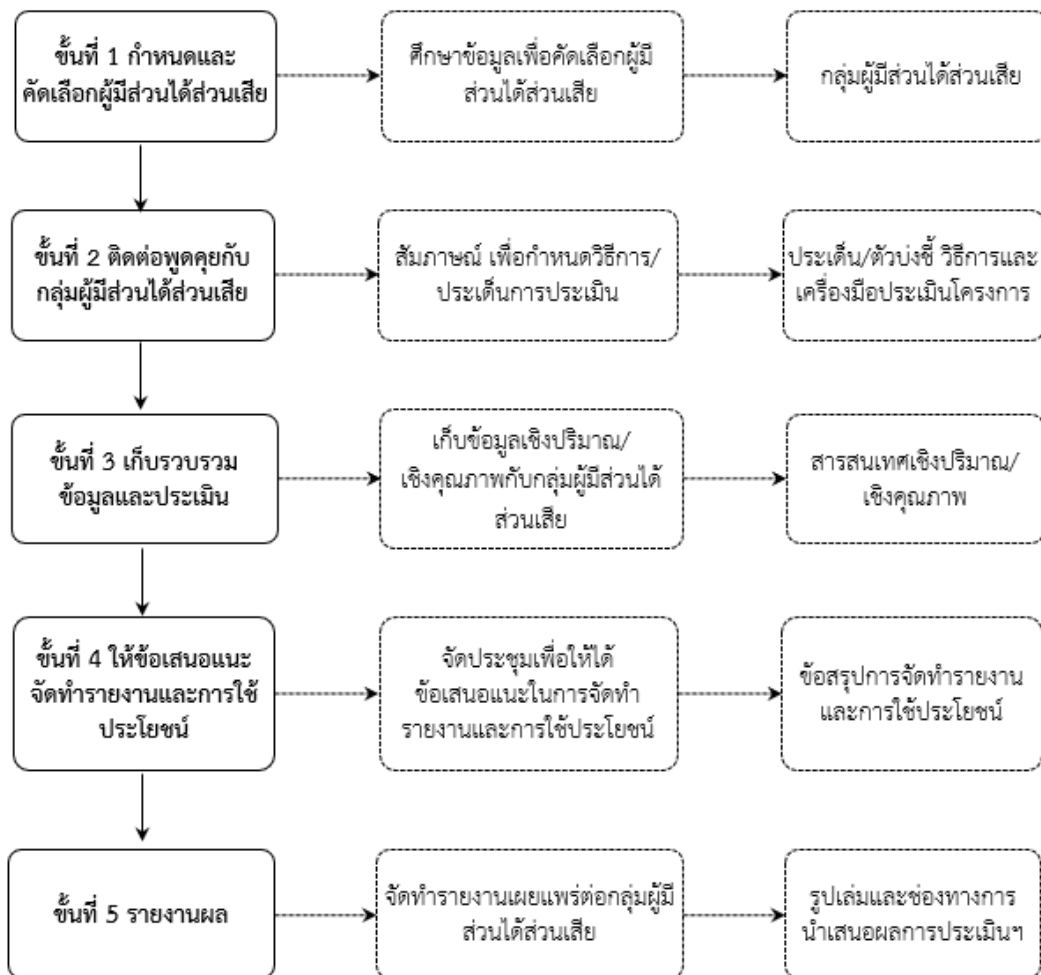 ขั้นที่ 1 กำหนดและ
คัดเลือกผู้มีส่วนได้ส่วนเสีย
ศึกษาข้อมูลเพื่อคัดเลือกผู้มี
ส่วนได้ส่วนเสีย
กลุ่มผู้มีส่วนได้ส่วนเสีย
ขั้นที่ 2 ติดต่อพูดคุยกับ
กลุ่มผู้มีส่วนได้ส่วนเสีย
สัมภาษณ์ เพื่อกำหนดวิธีการ/
ประเด็นการประเมิน
ประเด็น/ตัวบ่งชี้ วิธีการและ
เครื่องมือประเมินโครงการ
ขั้นที่ 3 เก็บรวบรวม
ข้อมูลและประเมิน
เก็บข้อมูลเชิงปริมาณ/
เชิงคุณภาพกับกลุ่มผู้มีส่วนได้
ส่วนเสีย
สารสนเทศเชิงปริมาณ/
เชิงคุณภาพ
ขั้นที่ 4 ให้ข้อเสนอแนะ
จัดทำรายงานและการใช้
ประโยชน์
จัดประชุมเพื่อให้ได้
ข้อเสนอแนะในการจัดทำ
รายงานและการใช้ประโยชน์
ข้อสรุปการจัดทำรายงาน
และการใช้ประโยชน์
ขั้นที่ 5 รายงานผล
จัดทำรายงานเผยแพร่ต่อกลุ่มผู้มี
ส่วนได้ส่วนเสีย
รูปเล่มและช่องทางการ
นำเสนอผลการประเมินฯ